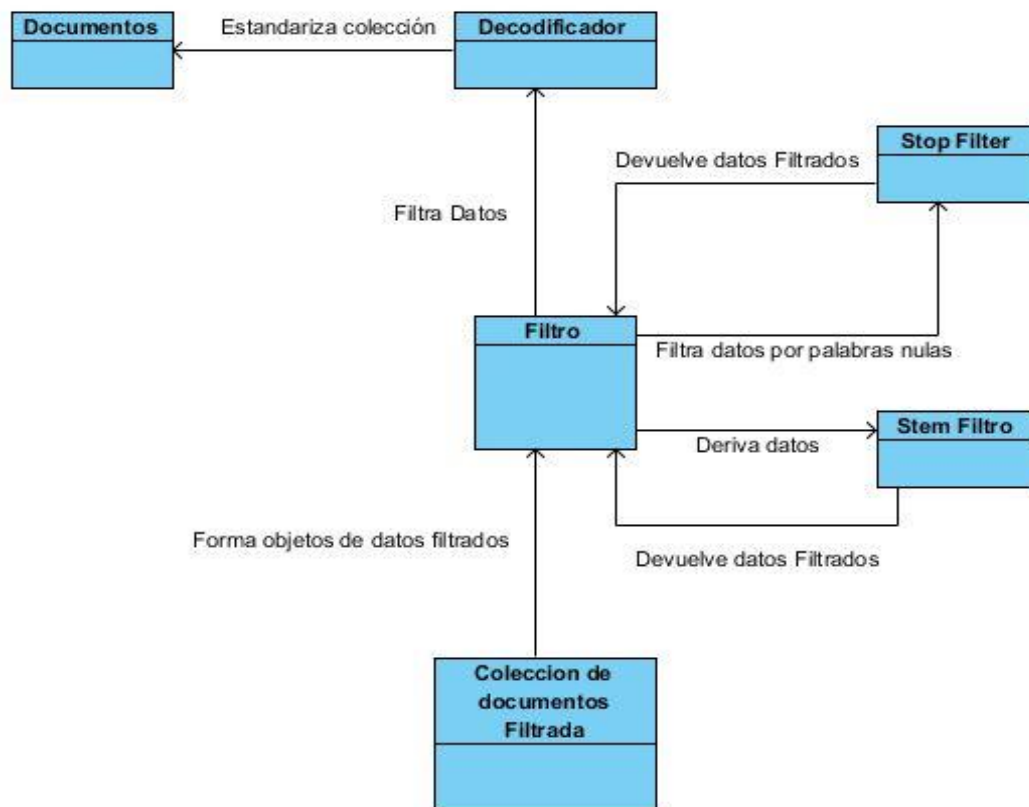 Documentos
Estandariza colección
Decodificador
Stop Filter
Devuelve datos Filtrados
Filtra Datos
Filtro
Filtra datos por palabras nulas
Stem Filtro
Deriva datos
Forma objetos de datos filtrados
Devuelve datos Filtrados
Coleccion de
documentos
Filtrada